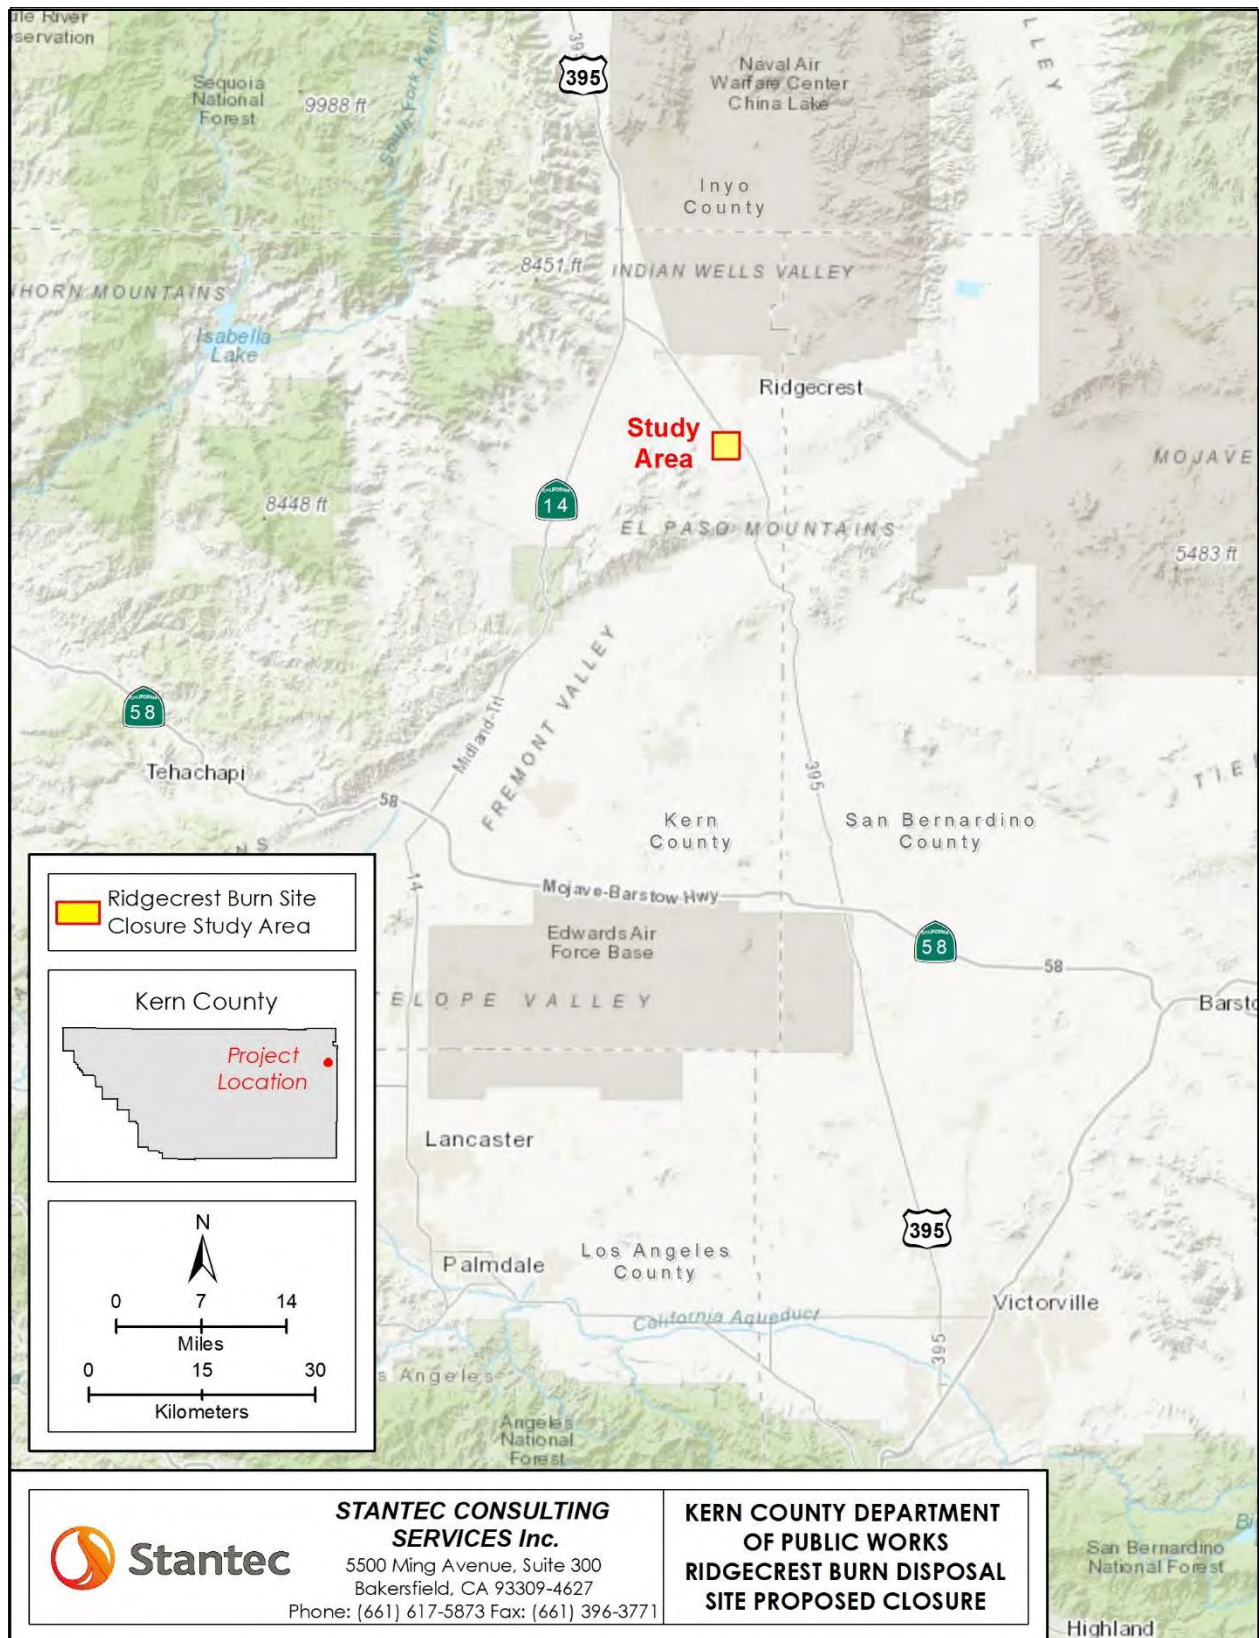 ule River
servation
395
395
LLEY
Naval Air
Warfare Center
China Lake
Sequoia
National
Forest
9988 ft
South Fork Kern
Inyo
County
8451 ft
INDIAN WELLS VALLEY
HORN MOUNTAINS
Isabella
Lake
Ridgecrest
Study
Area
MOJAVE
8448 ft
CALIFORNIA
14
EL PASO MOUNTAINS
5483 ft
FREMONT VALLEY
CALIFORNIA
58
Midland-Trl
Tehachapi
395
58
Kern
County
San Bernardino
County
NS
14
Mojave-Barstow Hwy
Edwards Air
Force Base
CALIFORNIA
58
58
ELOPE VALLEY
Barsto
Lancaster
395
Palmdale
Los Angeles
County
Victorville
California Aqueduct
395
s Angeles
Angeles
National
Forest
San Bernardino
National Forest
Highland
Ridgecrest Burn Site
Closure Study Area
Kern County
Project
Location
N
0 7 14
Miles
0 15 30
Kilometers
Stantec
STANTEC CONSULTING
SERVICES Inc.
5500 Ming Avenue, Suite 300
Bakersfield, CA 93309-4627
Phone: (661) 617-5873 Fax: (661) 396-3771
KERN COUNTY DEPARTMENT
OF PUBLIC WORKS
RIDGECREST BURN DISPOSAL
SITE PROPOSED CLOSURE